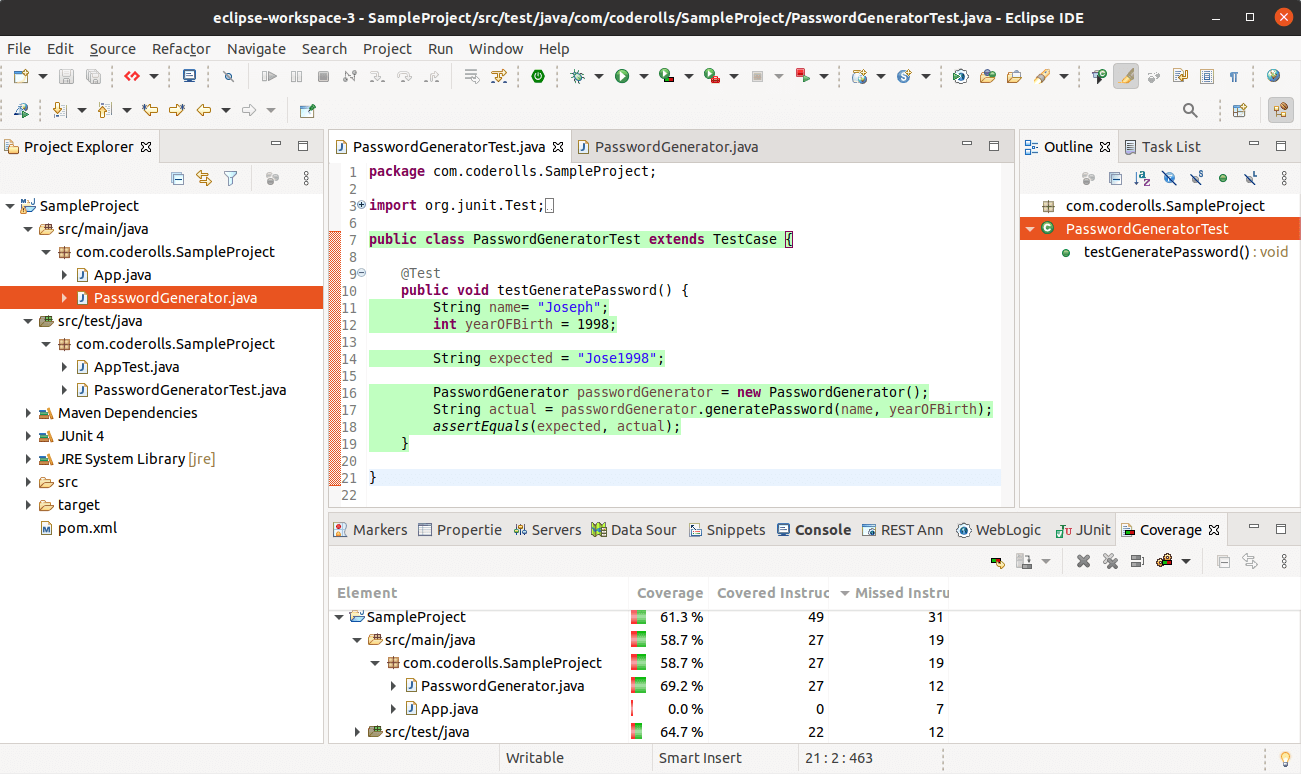 eclipse-workspace-3 - SampleProject/src/test/java/com/coderolls/SampleProject/PasswordGeneratorTest.java - Eclipse IDE
File Edit Source Refactor Navigate Search Project Run Window Help
Project Explorer
SampleProject
src/main/java
com.coderolls.SampleProject
App.java
PasswordGenerator.java
src/test/java
com.coderolls.SampleProject
AppTest.java
PasswordGeneratorTest.java
Maven Dependencies
JUnit 4
JRE System Library [jre]
src
target
pom.xml
PasswordGeneratorTest.java PasswordGenerator.java
1 package com.coderolls.SampleProject;
2
3 import org.junit.Test;
6
7 public class PasswordGeneratorTest extends TestCase {
8
9 @Test
10 public void testGeneratePassword() {
11 String name= "Joseph";
12 int yearOFBirth = 1998;
13
14 String expected = "Jose1998";
15
16 PasswordGenerator passwordGenerator = new PasswordGenerator();
17 String actual = passwordGenerator.generatePassword(name, yearOFBirth);
18 assertEquals(expected, actual);
19 }
20
21 }
22
Outline Task List
com.coderolls.SampleProject
PasswordGeneratorTest
testGeneratePassword() : void
Markers Propertie Servers Data Sour Snippets Console REST Ann WebLogic JUnit Coverage
Element Coverage Covered Instruc Missed Instru
SampleProject 61.3 % 49 31
src/main/java 58.7 % 27 19
com.coderolls.SampleProject 58.7 % 27 19
PasswordGenerator.java 69.2 % 27 12
App.java 0.0 % 0 7
src/test/java 64.7 % 22 12
Writable Smart Insert 21 : 2 : 463